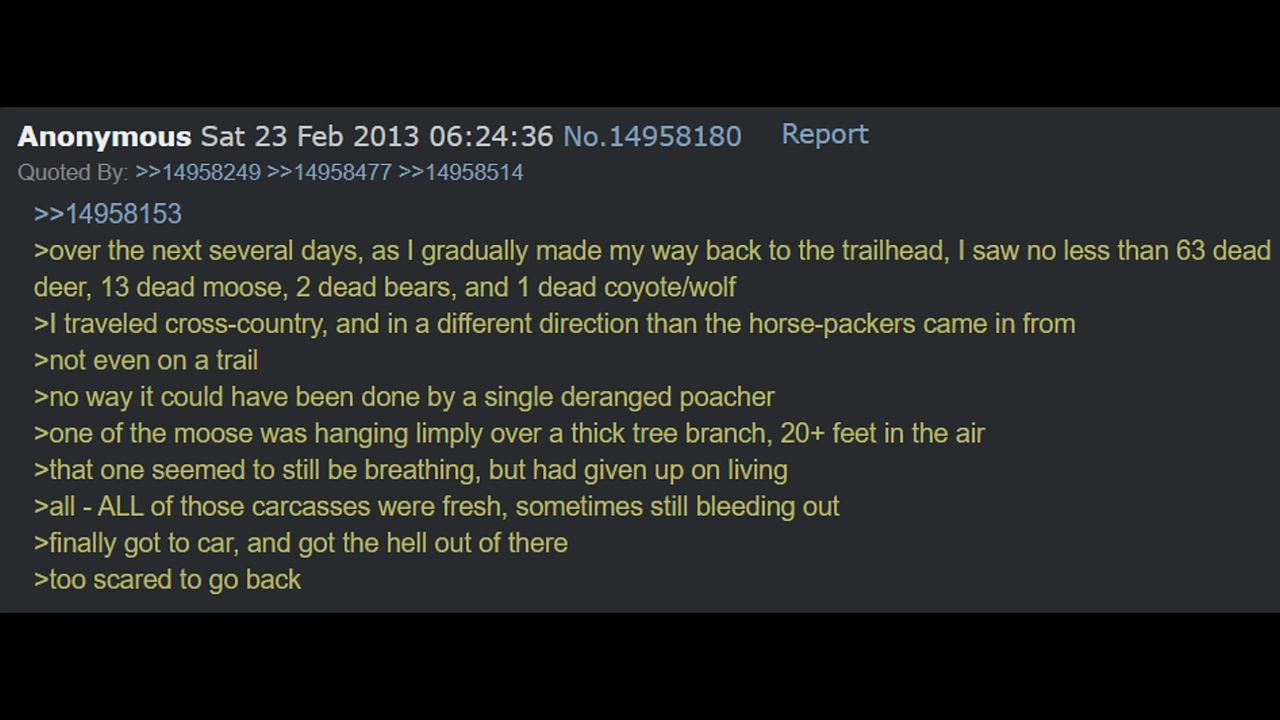 Anonymous Sat 23 Feb 2013 06:24:36 No.14958180 Report
Quoted By: >>14958249 >>14958477 >>14958514
>>14958153
>over the next several days, as I gradually made my way back to the trailhead, I saw no less than 63 dead
deer, 13 dead moose, 2 dead bears, and 1 dead coyote/wolf
>I traveled cross-country, and in a different direction than the horse-packers came in from
>not even on a trail
>no way it could have been done by a single deranged poacher
>one of the moose was hanging limply over a thick tree branch, 20+ feet in the air
>that one seemed to still be breathing, but had given up on living
>all - ALL of those carcasses were fresh, sometimes still bleeding out
>finally got to car, and got the hell out of there
>too scared to go back